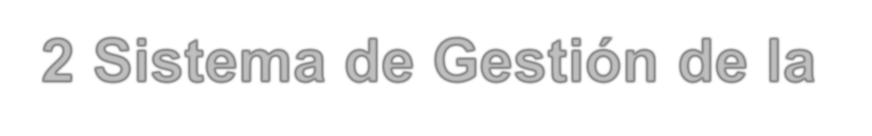 2 Sistema de Gestión de la